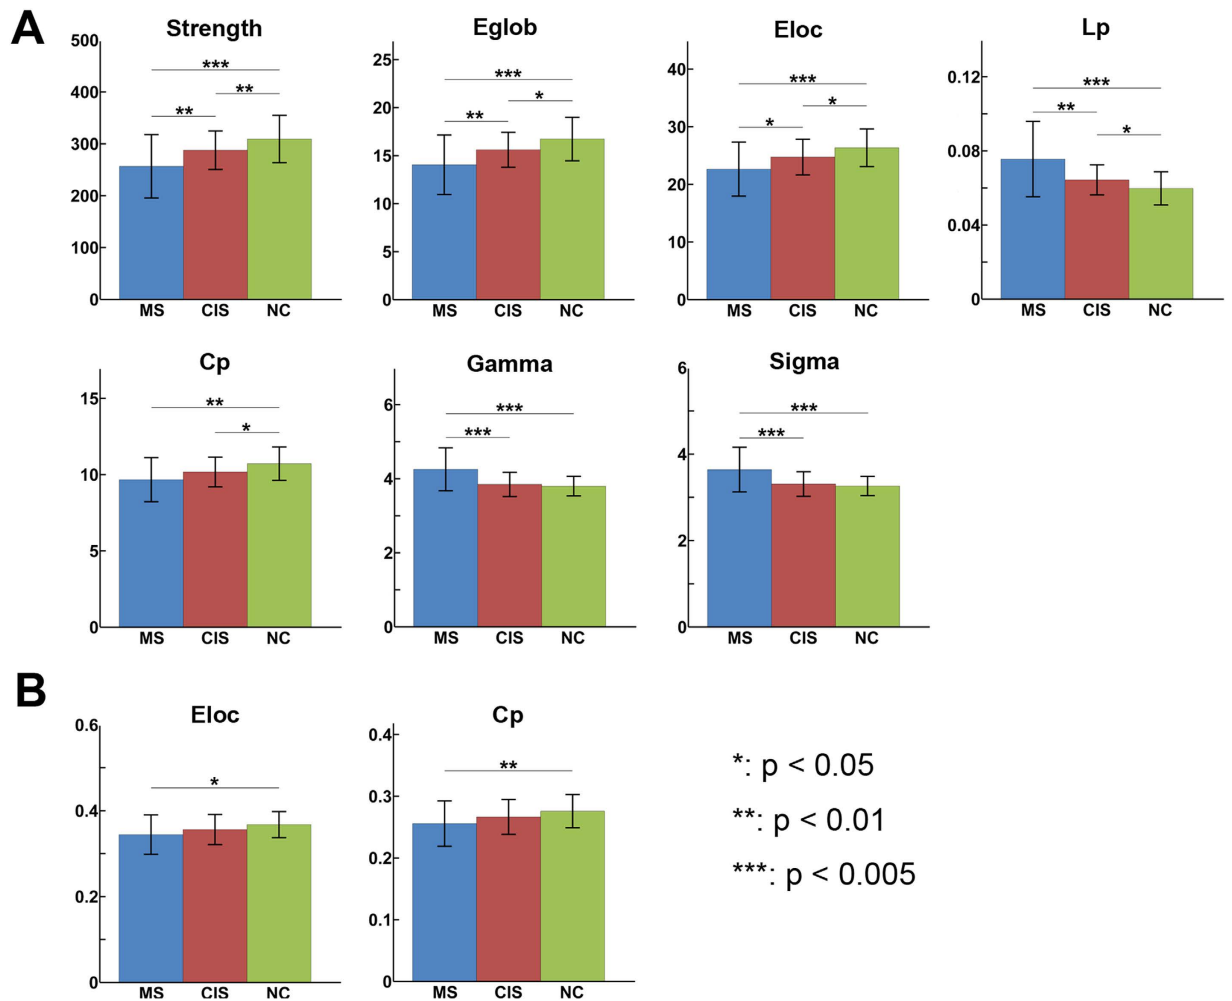 A
Strength
500
400
300
200
100
0
***
**
**
MS CIS NC
Eglob
25
20
15
10
5
0
***
*
**
MS CIS NC
Eloc
40
30
20
10
0
***
*
*
MS CIS NC
Lp
0.12
0.08
0.04
0
***
**
*
MS CIS NC
Cp
15
10
5
0
**
*
MS CIS NC
Gamma
6
4
2
0
***
***
MS CIS NC
Sigma
6
4
2
0
***
***
MS CIS NC
B
Eloc
0.6
0.4
0.2
0
*
MS CIS NC
Cp
0.4
0.3
0.2
0.1
0
**
MS CIS NC
*: p < 0.05
**: p < 0.01
***: p < 0.005